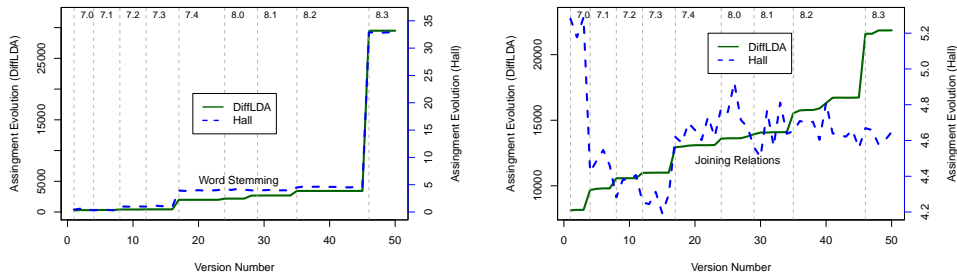 7.0 7.1 7.2 7.3 7.4 8.0 8.1 8.2 8.3
Assingment Evolution (DiffLDA)
0 5000 15000 25000
DiffLDA
Hall
Word Stemming
0 5 10 15 20 25 30 35
Assingment Evolution (Hall)
0 10 20 30 40 50
Version Number
7.0 7.1 7.2 7.3 7.4 8.0 8.1 8.2 8.3
Assingment Evolution (DiffLDA)
10000 15000 20000
DiffLDA
Hall
Joining Relations
4.2 4.4 4.6 4.8 5.0 5.2
Assingment Evolution (Hall)
0 10 20 30 40 50
Version Number